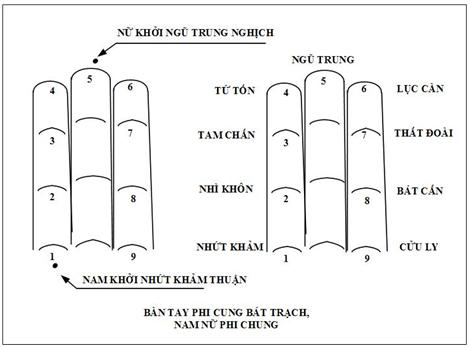 NỮ KHỞI NGŨ TRUNG NGHỊCH
NGŨ TRUNG
4 5 6 TỨ TỐN 4 5 6 LỤC CÀN
3 7 TAM CHẤN 3 7 THẤT ĐOÀI
2 8 NHÌ KHÔN 2 8 BÁT CẤN
1 9 NHỨT KHẢM 1 9 CỬU LY
NAM KHỞI NHỨT KHẢM THUẬN
BÀN TAY PHI CUNG BÁT TRẠCH,
NAM NỮ PHI CHUNG